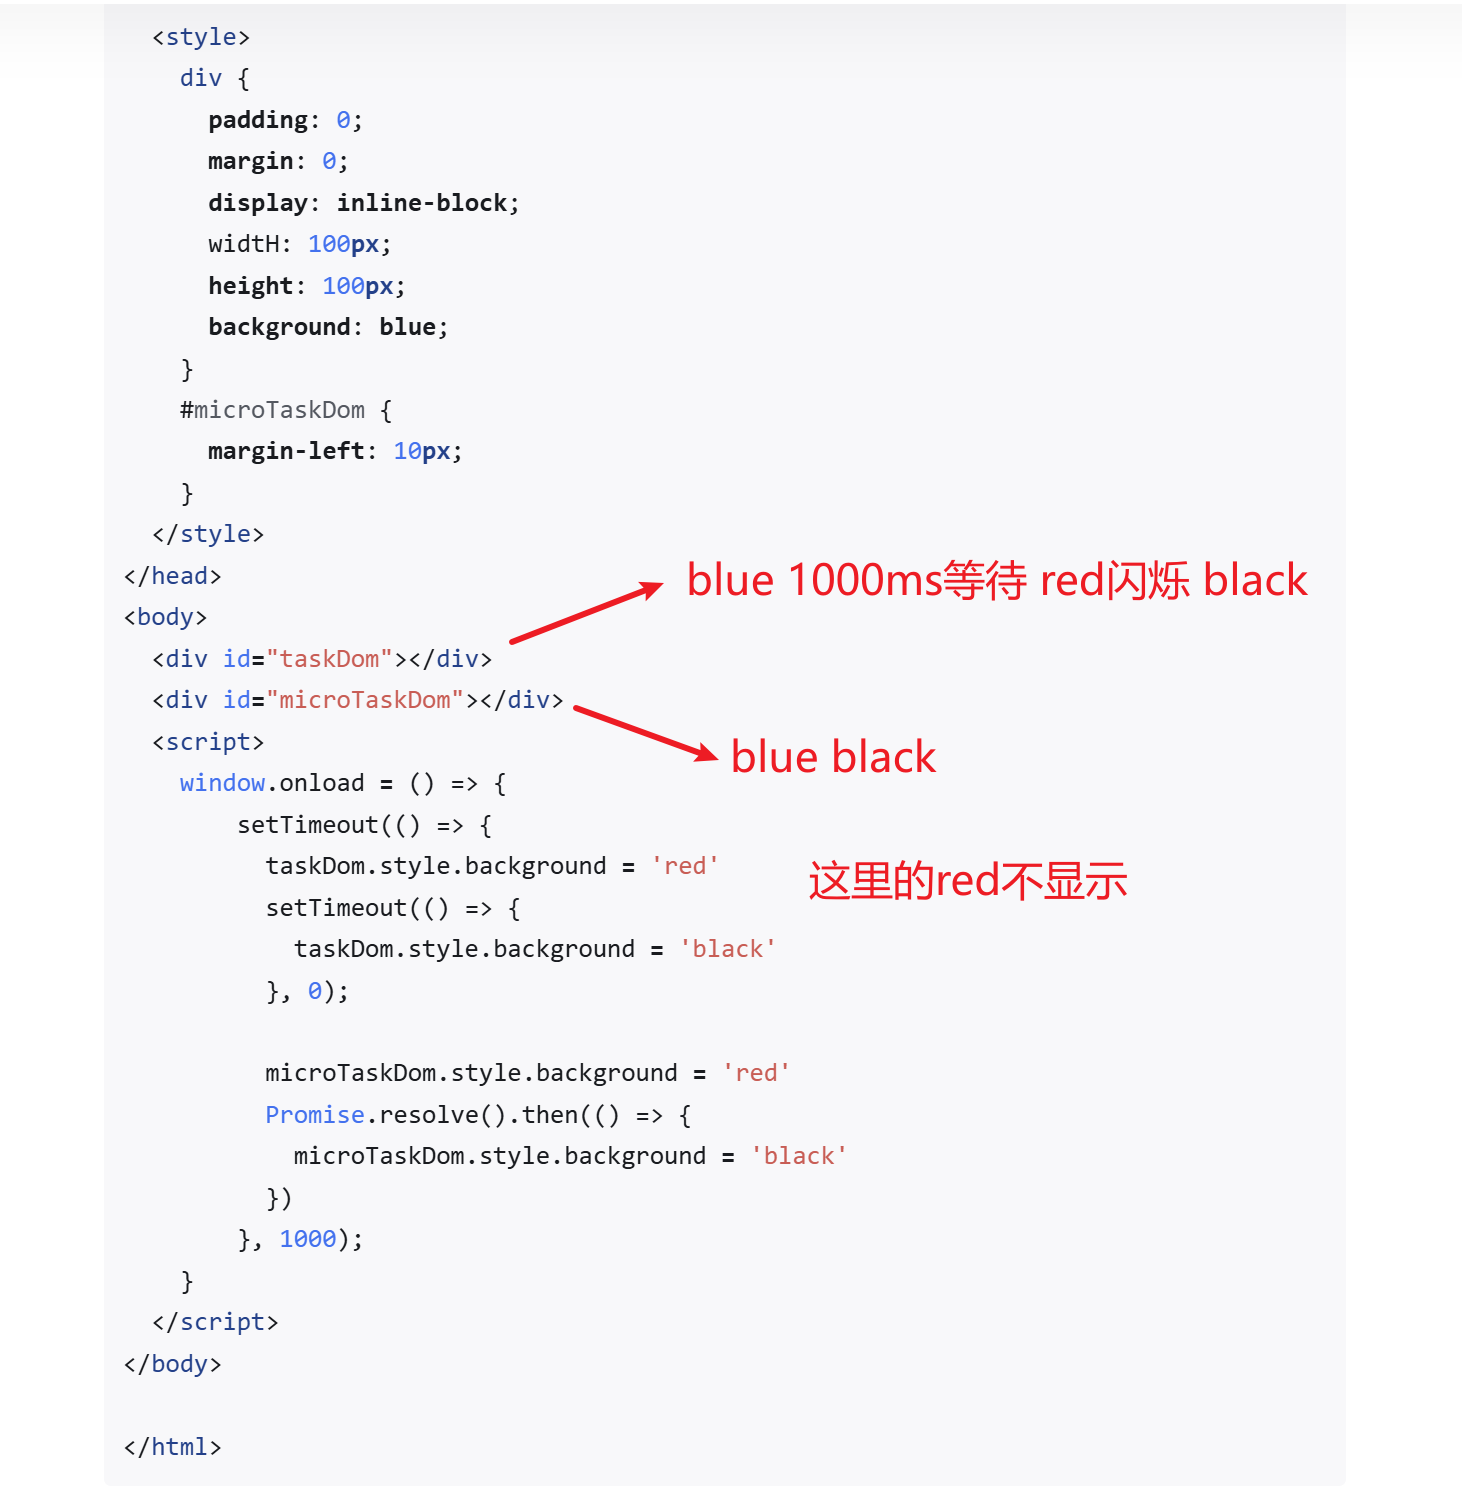 <style>
div {
padding: 0;
margin: 0;
display: inline-block;
widtH: 100px;
height: 100px;
background: blue;
}
#microTaskDom {
margin-left: 10px;
}
</style>
</head>
blue 1000ms等待 red闪烁 black
<body>
<div id="taskDom"></div>
<div id="microTaskDom"></div>
<script>
blue black
window.onload = () => {
setTimeout(() => {
taskDom.style.background = 'red'
这里的red不显示
setTimeout(() => {
taskDom.style.background = 'black'
}, 0);
microTaskDom.style.background = 'red'
Promise.resolve().then(() => {
microTaskDom.style.background = 'black'
})
}, 1000);
}
</script>
</body>
</html>